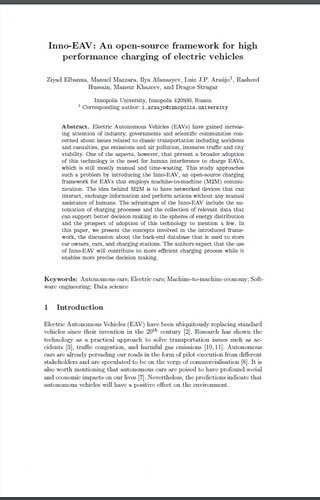 Inno-EAV: An open-source framework for high
performance charging of electric vehicles
Ziyad Elbanna, Manuel Mazzara, Ilya Afanasyev, Luiz J.P. Araújo¹, Rasheed
Hussain, Mansur Khazeev, and Dragos Strugar
Innopolis University, Innopolis 420500, Russia
¹ Corresponding author: l.araujo@innopolis.university
Abstract. Electric Autonomous Vehicles (EAVs) have gained increas-
ing attention of industry, governments and scientific communities con-
cerned about issues related to classic transportation including accidents
and casualties, gas emissions and air pollution, intensive traffic and city
viability. One of the aspects, however, that prevent a broader adoption
of this technology is the need for human interference to charge EAVs,
which is still mostly manual and time-wasting. This study approaches
such a problem by introducing the Inno-EAV, an open-source charging
framework for EAVs that employs machine-to-machine (M2M) commu-
nication. The idea behind M2M is to have networked devices that can
interact, exchange information and perform actions without any manual
assistance of humans. The advantages of the Inno-EAV include the au-
tomation of charging processes and the collection of relevant data that
can support better decision making in the spheres of energy distribution
and the prospect of adoption of this technology to mention a few. In
this paper, we present the concepts involved in the introduced frame-
work, the discussion about the back-end database that is used to store
car owners, cars, and charging stations. The authors expect that the use
of Inno-EAV will contribute to more efficient charging process while it
enables more precise decision making.
Keywords: Autonomous cars; Electric cars; Machine-to-machine economy; Soft-
ware engineering; Data science
1 Introduction
Electric Autonomous Vehicles (EAV) have been ubiquitously replacing standard
vehicles since their invention in the 20th century [2]. Research has shown the
technology as a practical approach to solve transportation issues such as ac-
cidents [3], traffic congestion, and harmful gas emissions [10,11]. Autonomous
cars are already pervading our roads in the form of pilot execution from different
stakeholders and are speculated to be on the verge of commercialisation [8]. It is
also worth mentioning that autonomous cars are poised to have profound social
and economic impacts on our lives [7]. Nevertheless, the predictions indicate that
autonomous vehicles will have a positive effect on the environment.